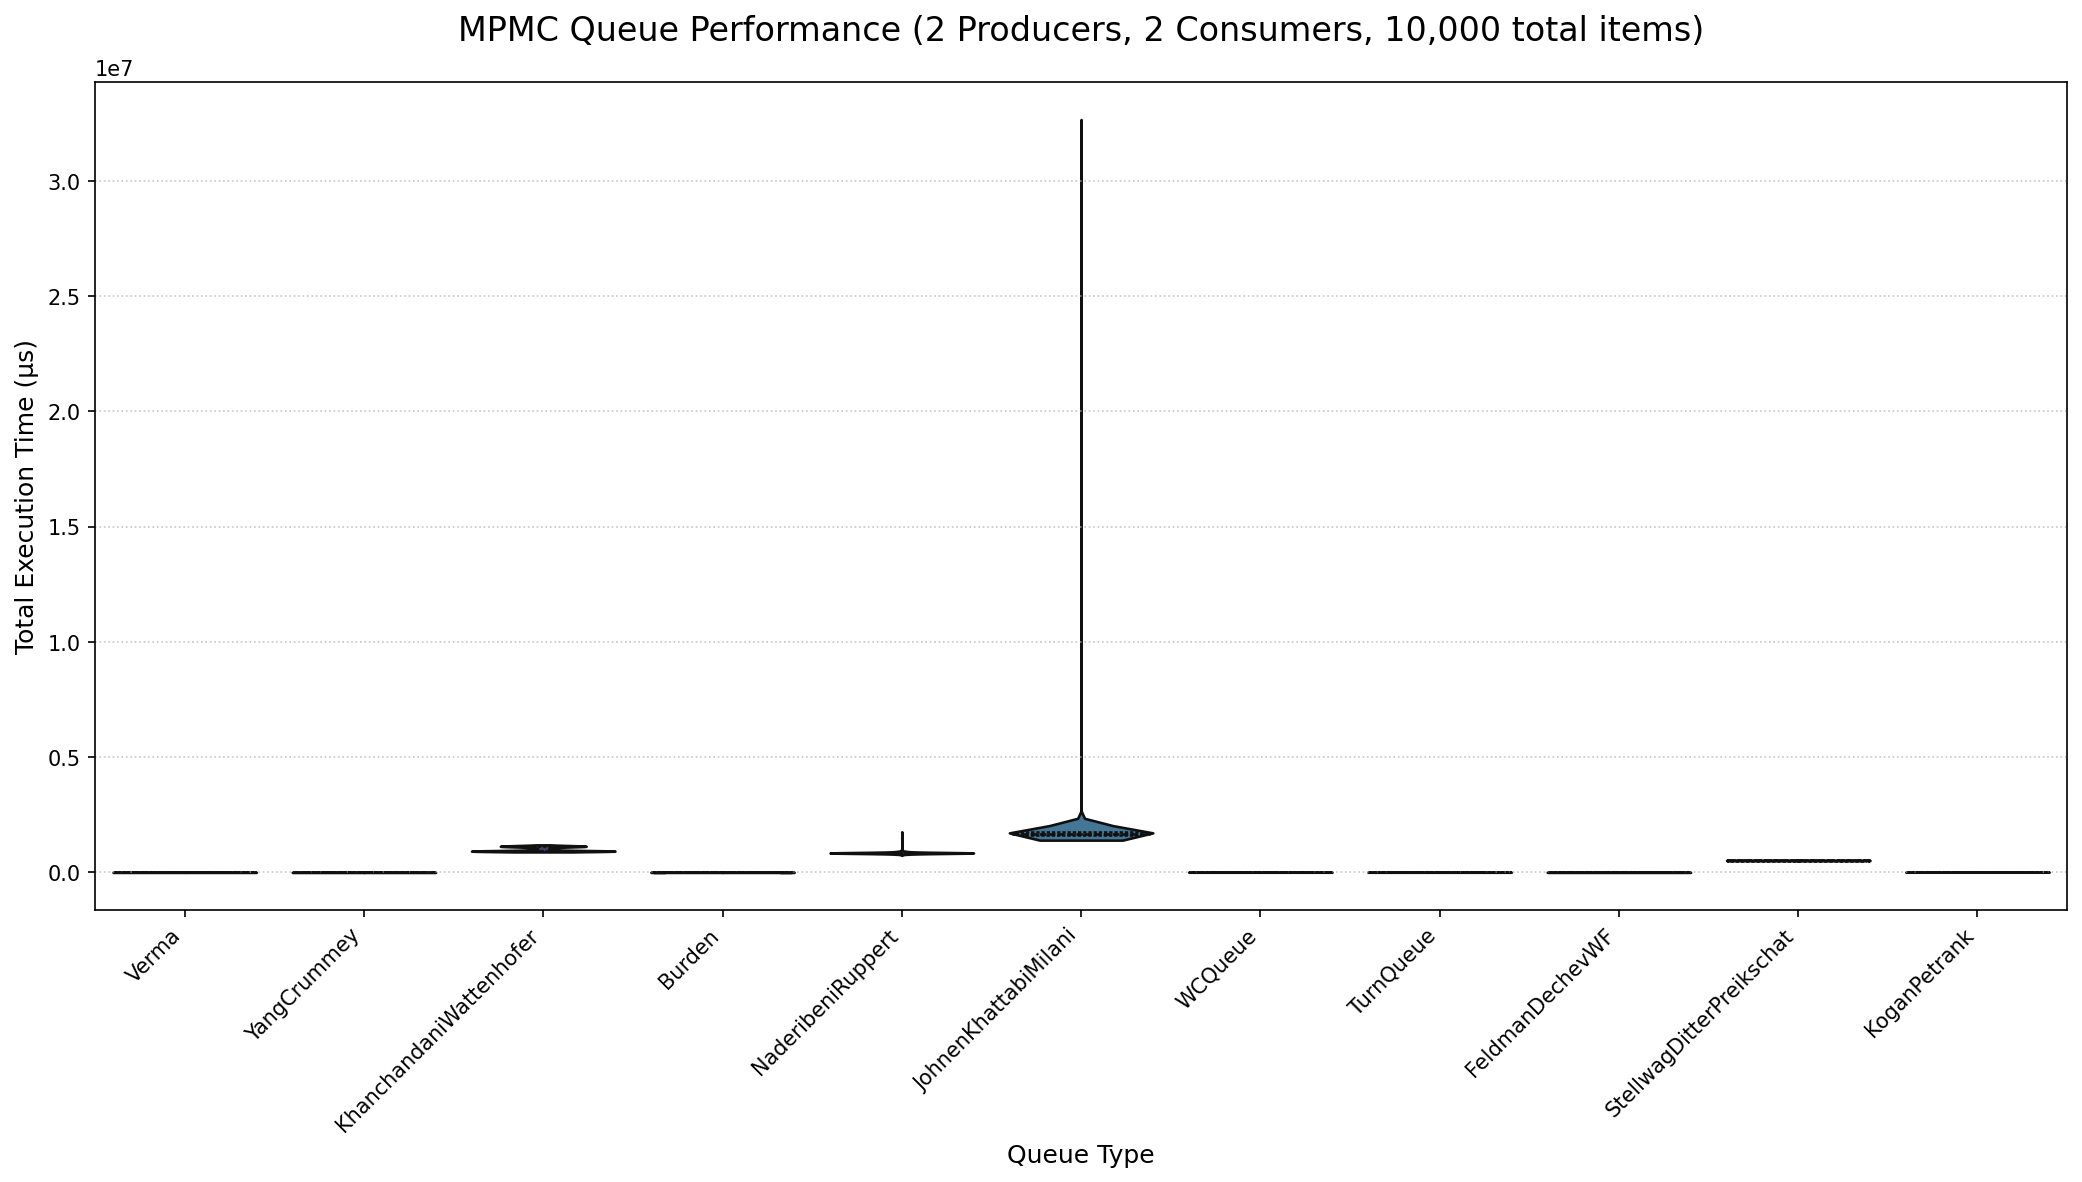 MPMC Queue Performance (2 Producers, 2 Consumers, 10,000 total items)
1e7
3.0
2.5
2.0
1.5
1.0
0.5
0.0
Total Execution Time (µs)
Verma
YangCrummey
KhanchandaniWattenhofer
Burden
NaderibeniRuppert
JohnenKhattabiMilani
WCQueue
TurnQueue
FeldmanDechevWF
StellwagDitterPreikschat
KoganPetrank
Queue Type